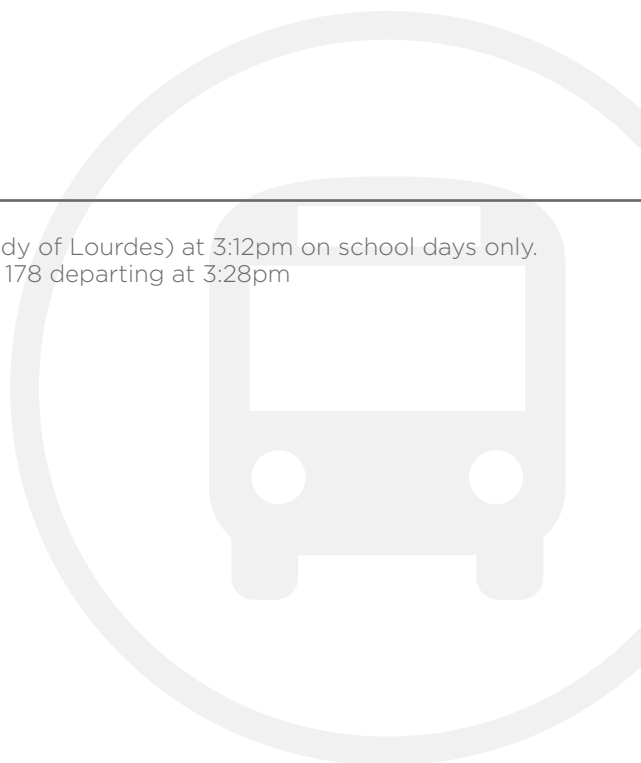 dy of Lourdes) at 3:12pm on school days only.
178 departing at 3:28pm